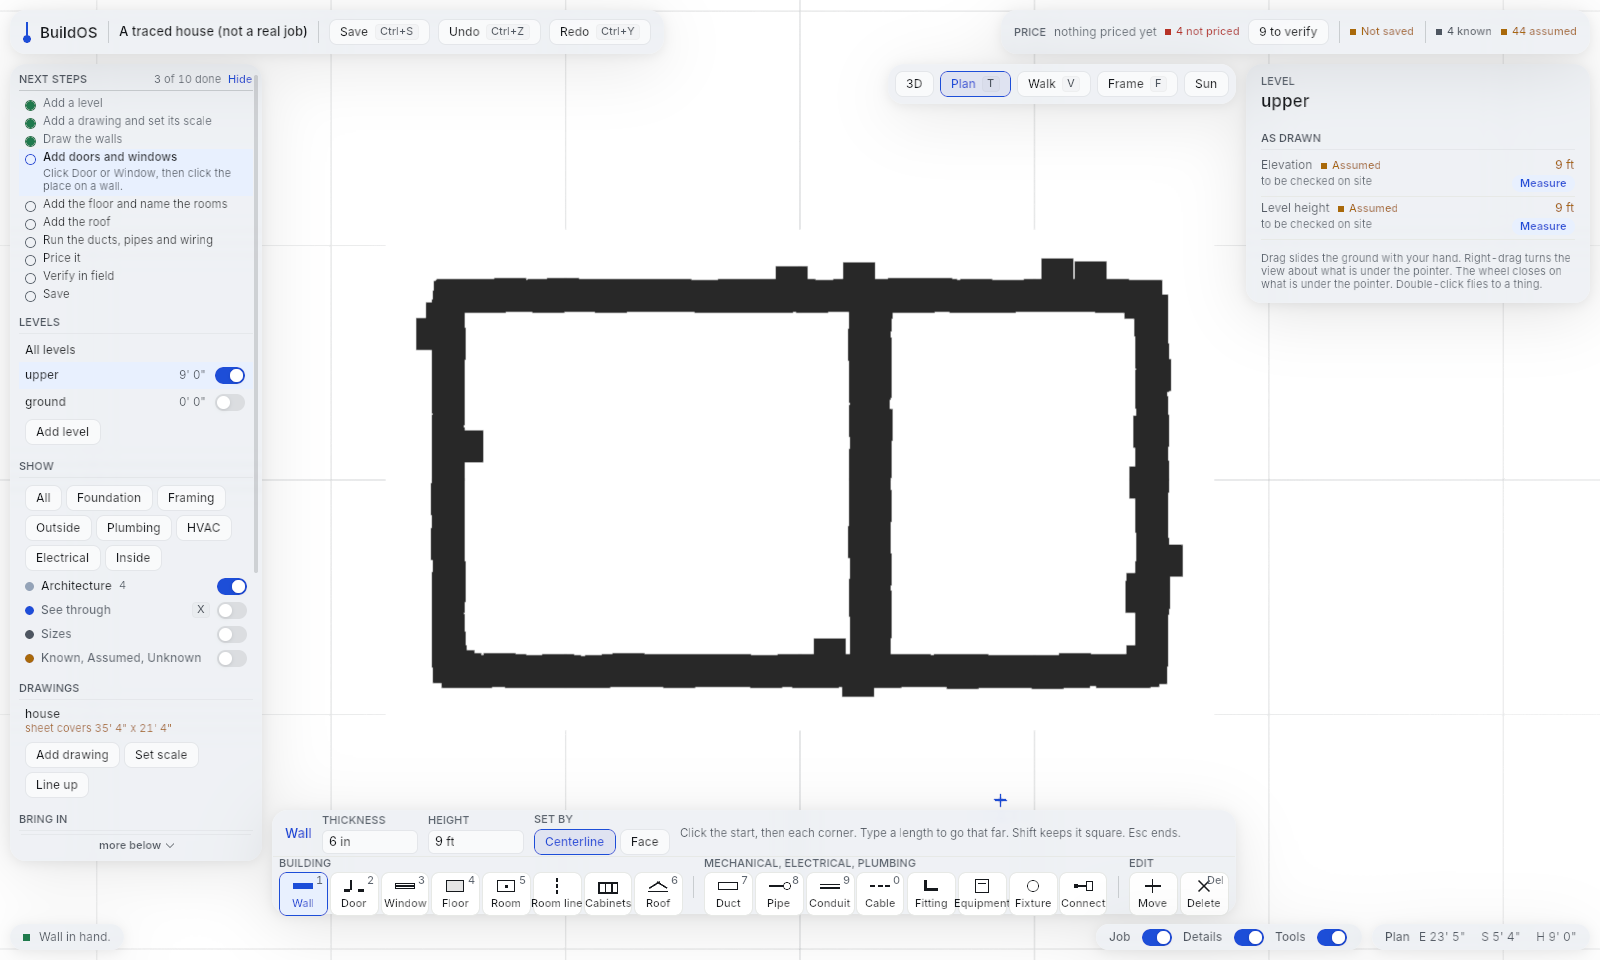 BuildOS
A traced house (not a real job)
Save Ctrl+S
Undo Ctrl+Z
Redo Ctrl+Y
PRICE nothing priced yet 4 not priced 9 to verify Not saved 4 known 44 assumed
3D
Plan T
Walk V
Frame F
Sun
NEXT STEPS 3 of 10 done Hide
Add a level
Add a drawing and set its scale
Draw the walls
Add doors and windows
Click Door or Window, then click the
place on a wall.
Add the floor and name the rooms
Add the roof
Run the ducts, pipes and wiring
Price it
Verify in field
Save
LEVELS
All levels
upper 9' 0"
ground 0' 0"
Add level
SHOW
All Foundation Framing
Outside Plumbing HVAC
Electrical Inside
Architecture 4
See through X
Sizes
Known, Assumed, Unknown
DRAWINGS
house
sheet covers 35' 4" x 21' 4"
Add drawing Set scale
Line up
BRING IN
more below
LEVEL
upper
AS DRAWN
Elevation Assumed 9 ft
to be checked on site Measure
Level height Assumed 9 ft
to be checked on site Measure
Drag slides the ground with your hand. Right-drag turns the
view about what is under the pointer. The wheel closes on
what is under the pointer. Double-click flies to a thing.
Wall
THICKNESS
6 in
HEIGHT
9 ft
SET BY
Centerline Face
Click the start, then each corner. Type a length to go that far. Shift keeps it square. Esc ends.
BUILDING
1 2 3 4 5 6
Wall Door Window Floor Room Room line Cabinets Roof
MECHANICAL, ELECTRICAL, PLUMBING
7 8 9 0
Duct Pipe Conduit Cable Fitting Equipment Fixture Connect
EDIT
Del
Move Delete
Wall in hand.
Job Details Tools
Plan E 23' 5" S 5' 4" H 9' 0"